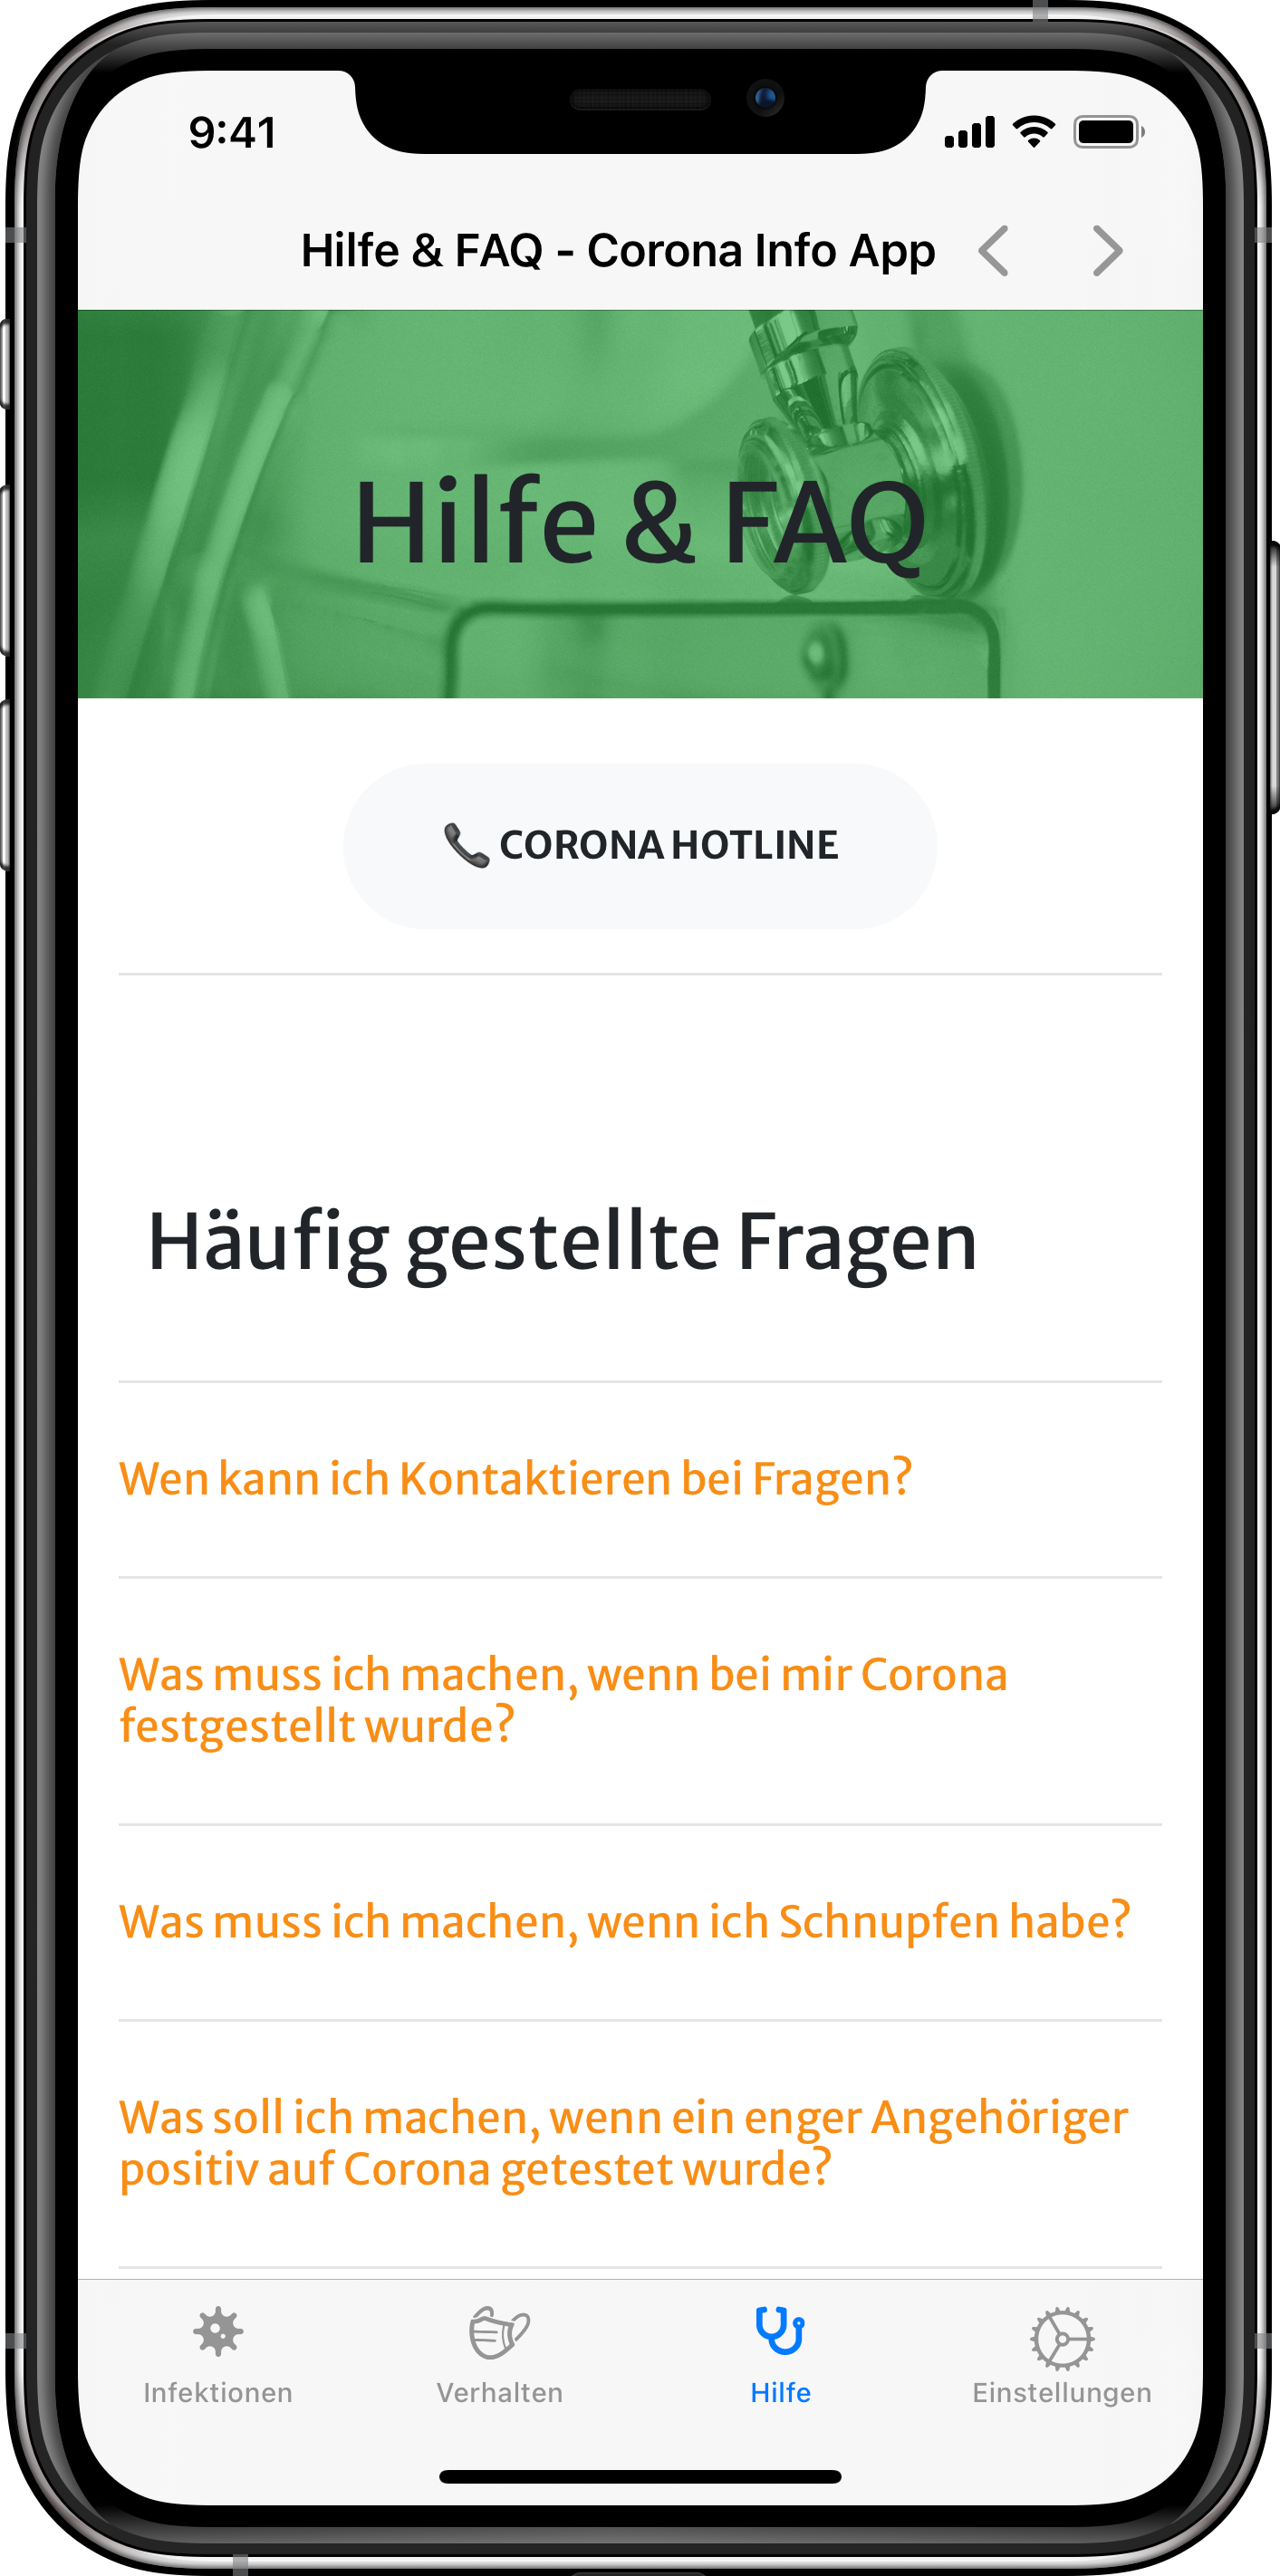 9:41
Hilfe & FAQ - Corona Info App
Hilfe & FAQ
CORONA HOTLINE
Häufig gestellte Fragen
Wen kann ich Kontaktieren bei Fragen?
Was muss ich machen, wenn bei mir Corona
festgestellt wurde?
Was muss ich machen, wenn ich Schnupfen habe?
Was soll ich machen, wenn ein enger Angehöriger
positiv auf Corona getestet wurde?
Infektionen Verhalten Hilfe Einstellungen